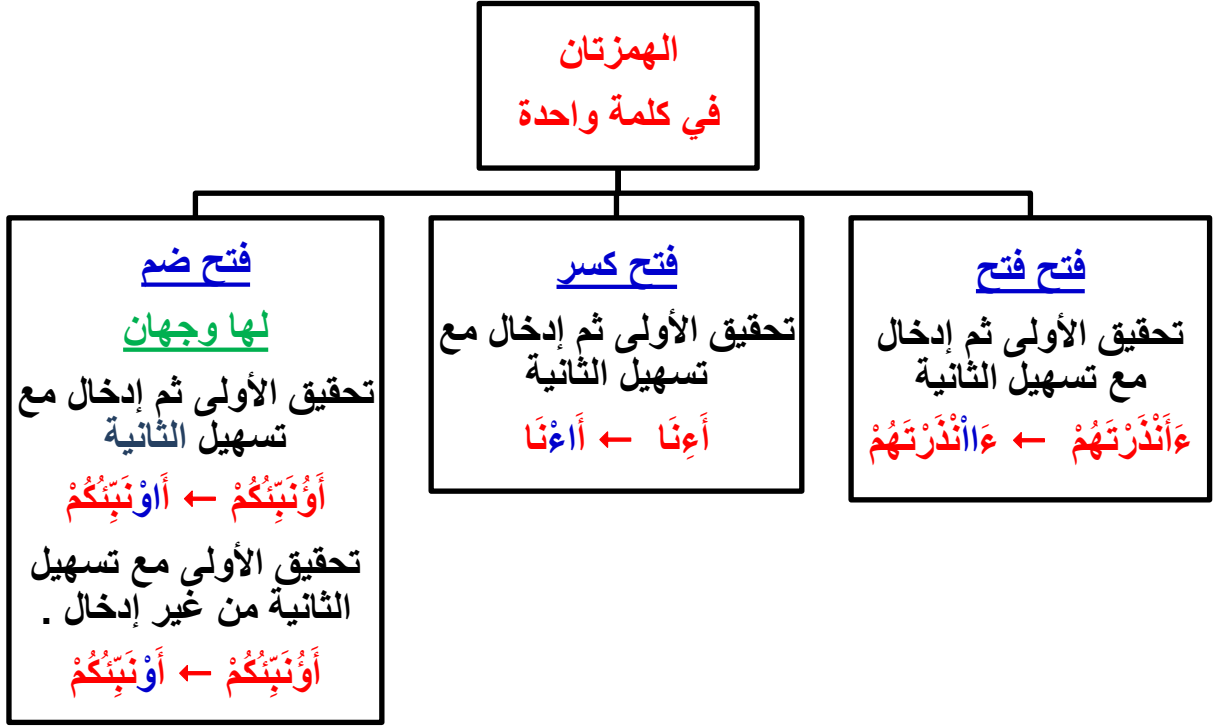 الهمزتان
في كلمة واحدة
فتح فتح
تحقيق الأولى ثم إدخال
مع تسهيل الثانية
ءَأَنْذَرْتَهُمْ ← ءَااْنْذَرْتَهُمْ
فتح كسر
تحقيق الأولى ثم إدخال مع
تسهيل الثانية
أَءِنَا ← أَاءْنَا
فتح ضم
لها وجهان
تحقيق الأولى ثم إدخال مع
تسهيل الثانية
أَؤُنَبِّئُكُمْ ← أَاوْنَبِّئُكُمْ
تحقيق الأولى مع تسهيل
الثانية من غير إدخال .
أَؤُنَبِّئُكُمْ ← أَوْنَبِّئُكُمْ